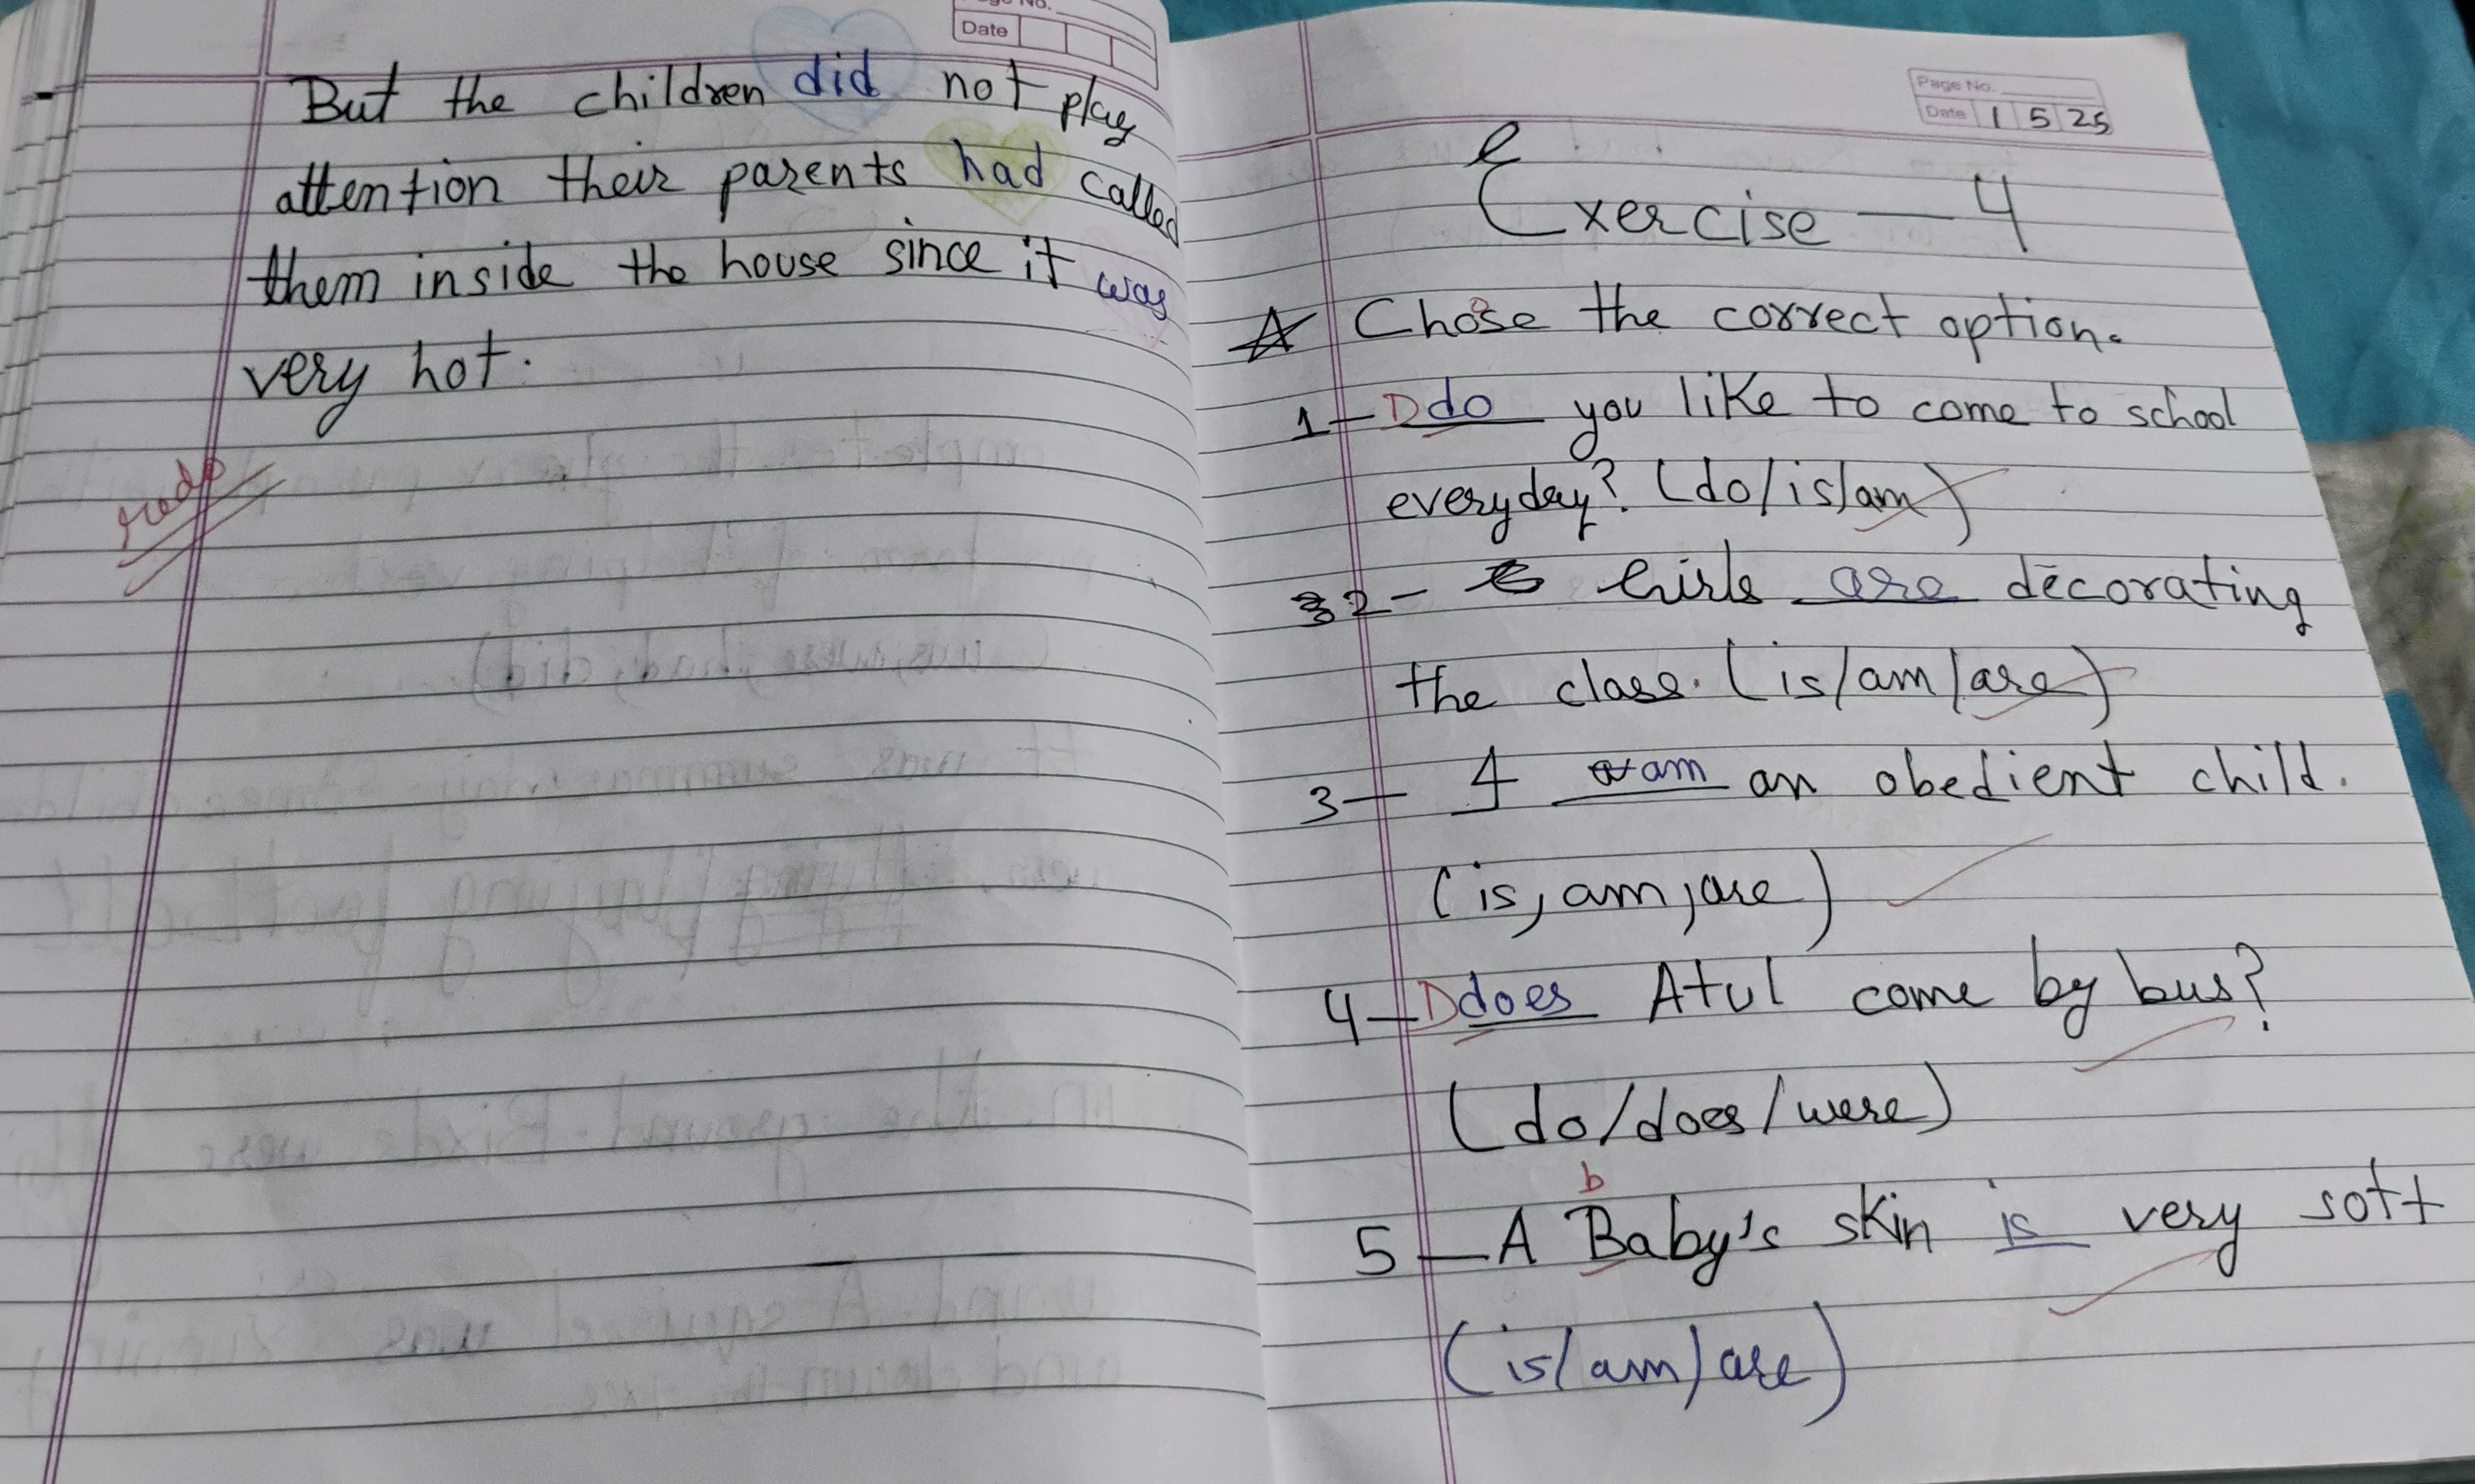 Page No.
Date
But the children did not play
attention their parents had called
them inside the house since it was
very hot.
redo
Page No.
Date 1 5 25
e
Exercise - 4
A Chose the correct option.
o
1- D do you like to come to school
everyday? (do/is/am)
2- Girls are decorating
the class. (is/am/are)
3- I am an obedient child.
(is, am, are)
4- D does Atul come by bus?
(do/does/were)
b
5- A Baby's skin is very soft
(is/am/are)